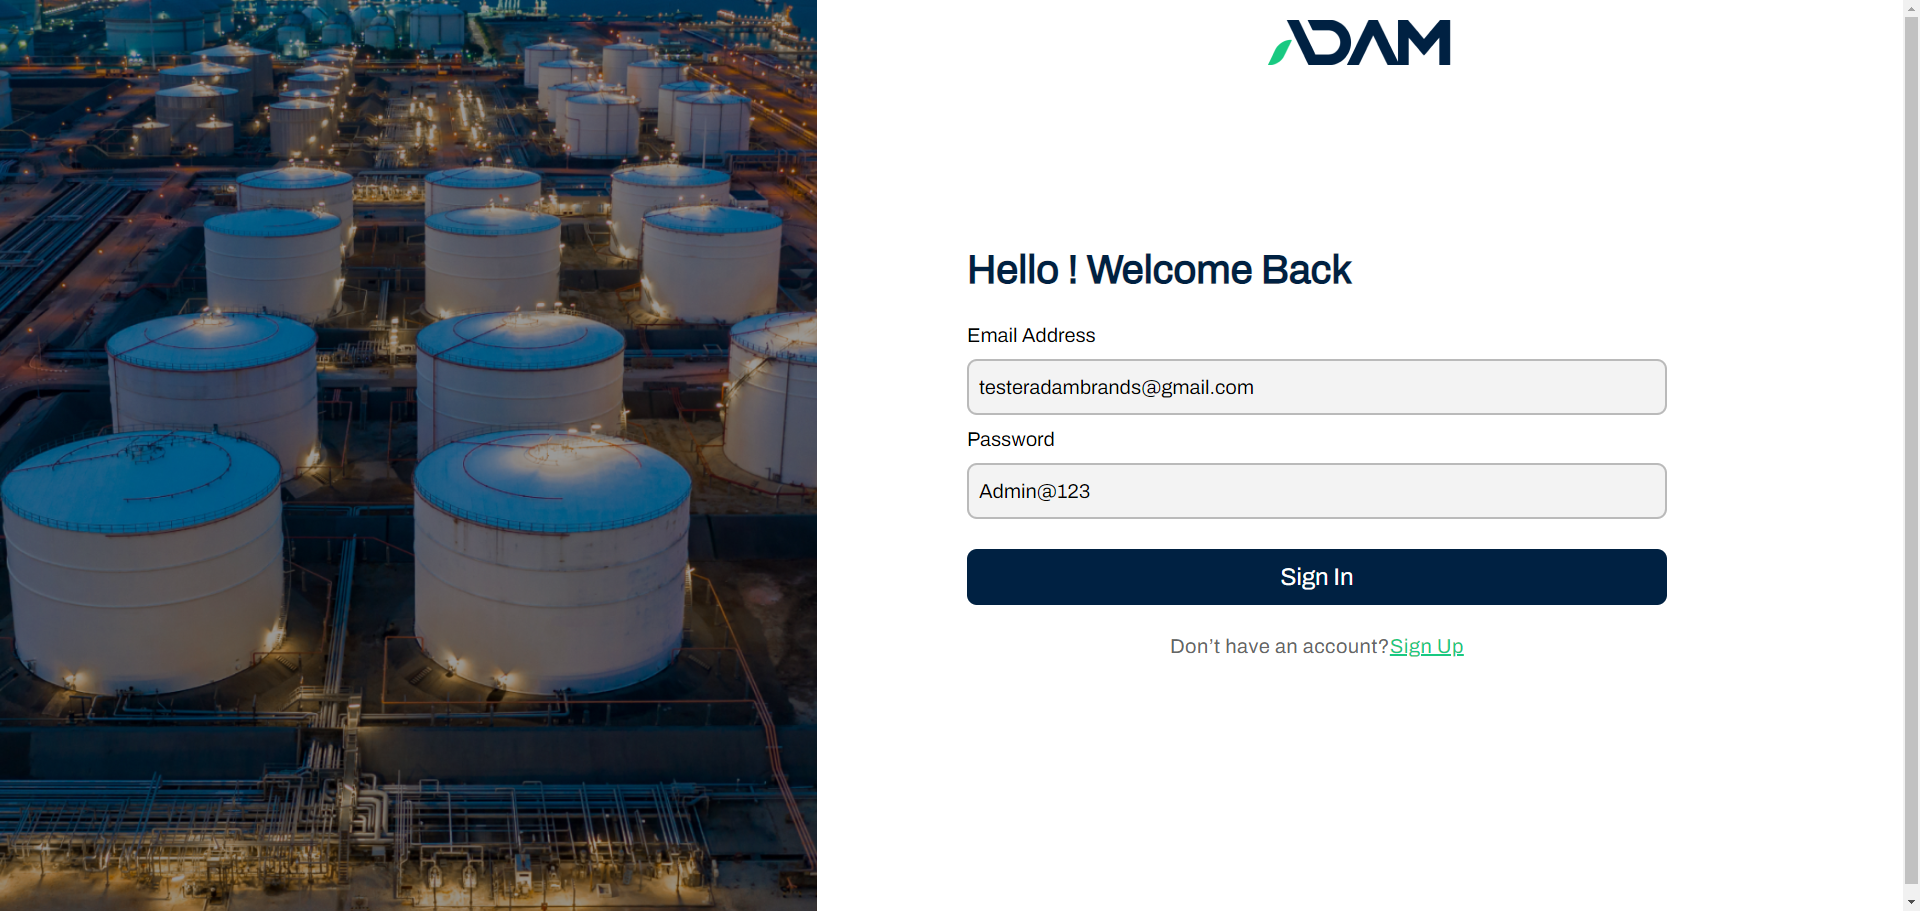 ADAM
Hello ! Welcome Back
Email Address
testeradambrands@gmail.com
Password
Admin@123
Sign In
Don’t have an account?Sign Up